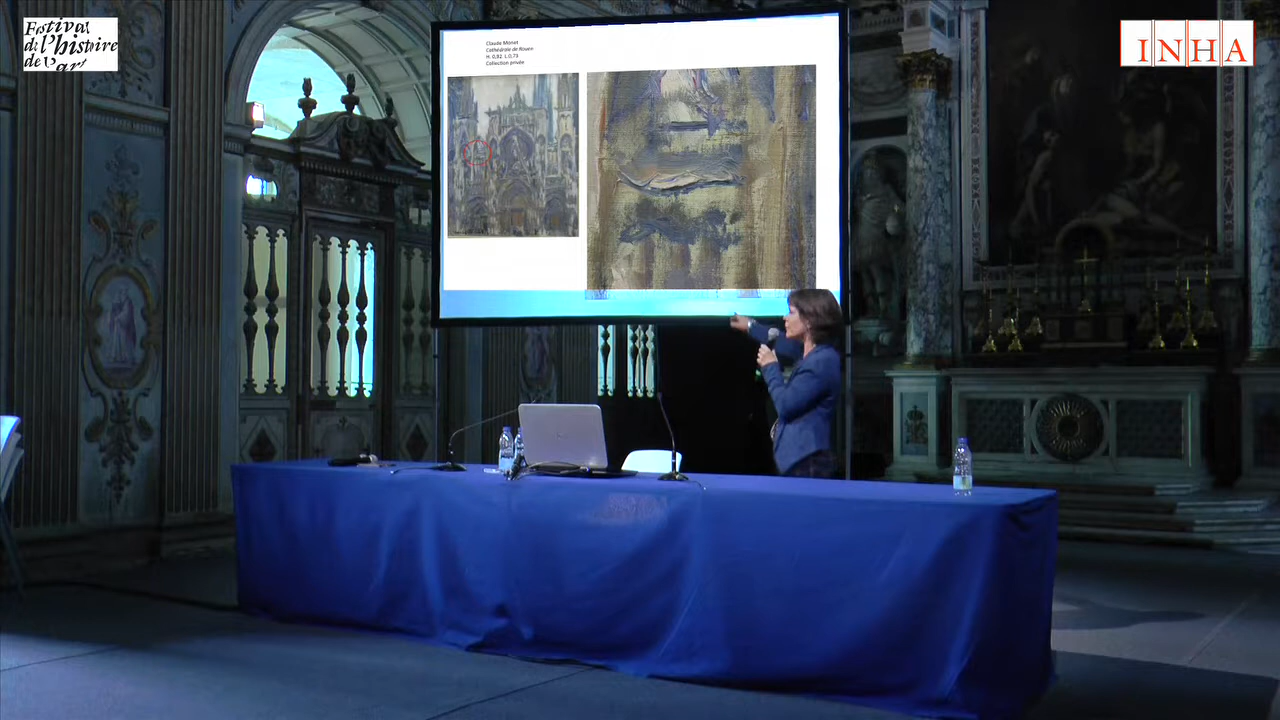 Festival
de l'histoire
de l'art
INHA
Claude Monet
Cathédrale de Rouen
H. 0,92. L.0,73
Collection privée